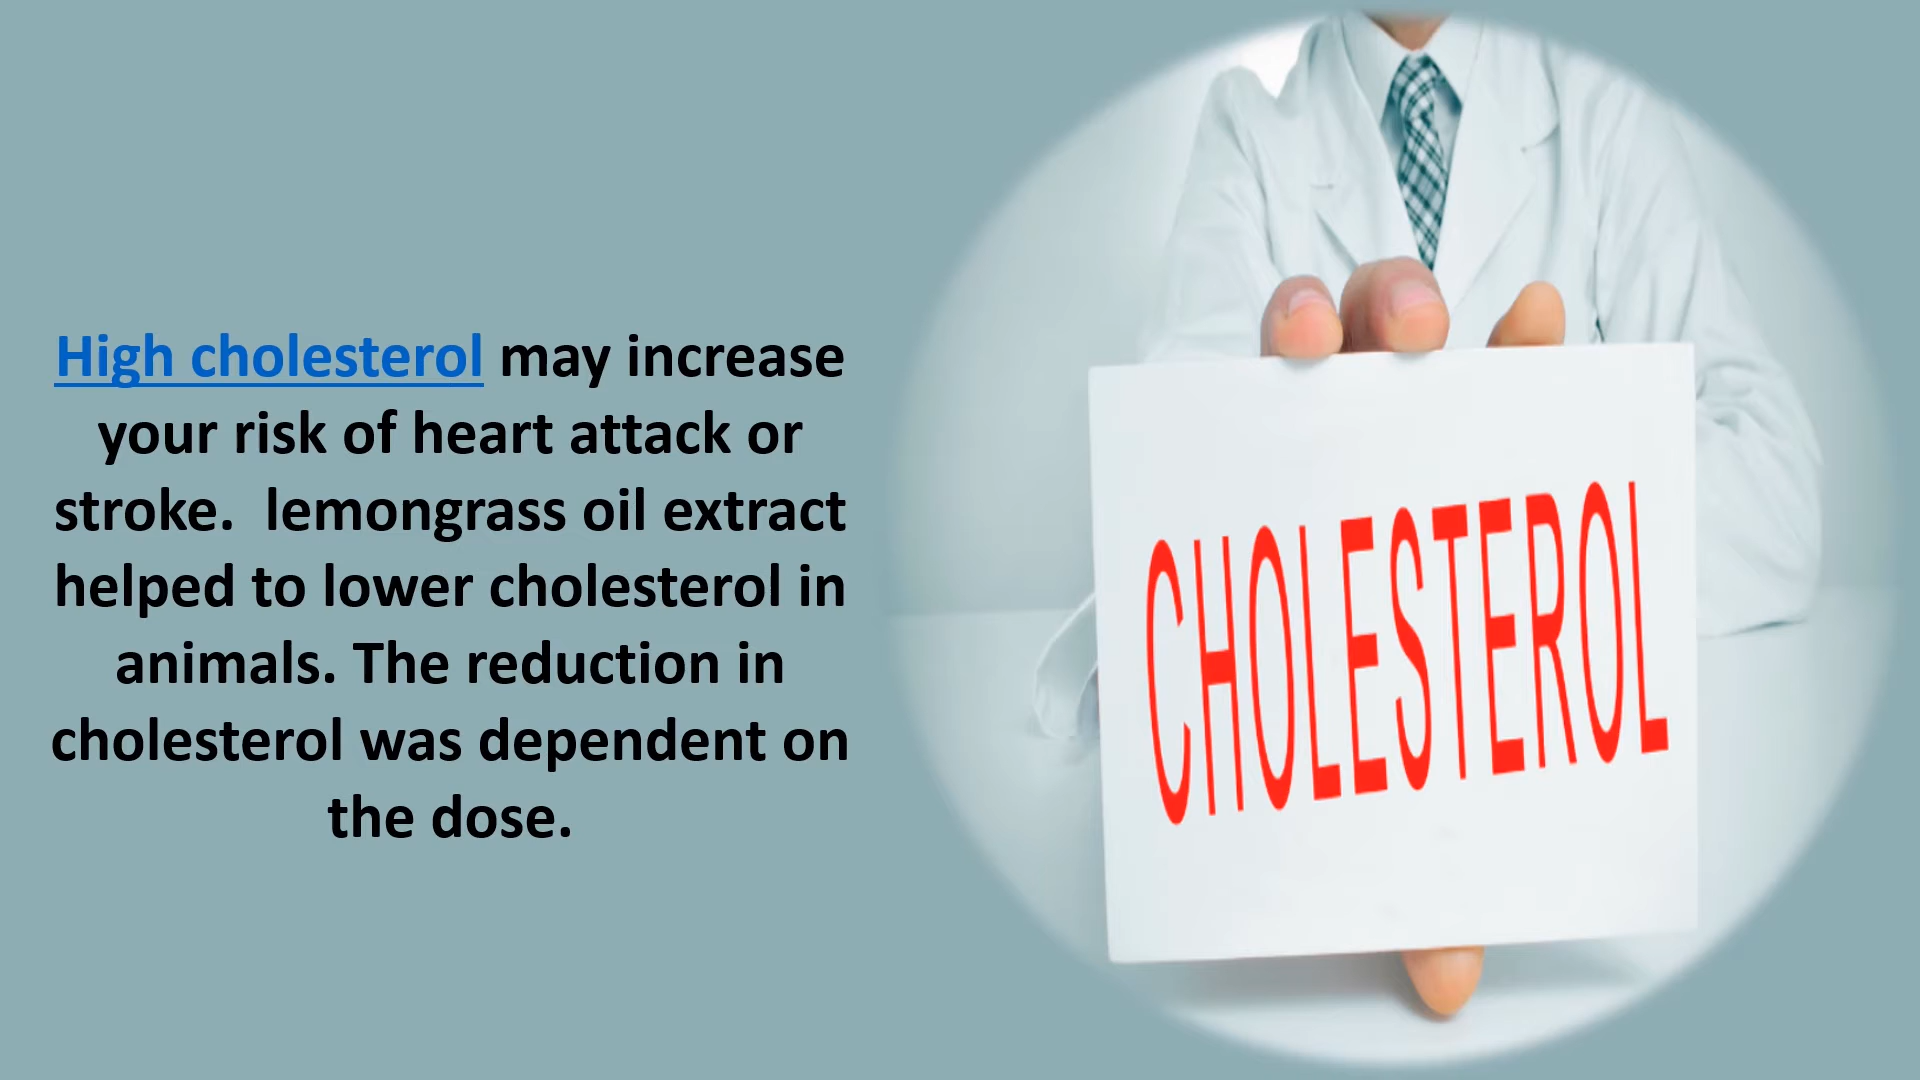 High cholesterol may increase
your risk of heart attack or
stroke.  lemongrass oil extract
helped to lower cholesterol in
animals. The reduction in
cholesterol was dependent on
the dose.
CHOLESTEROL